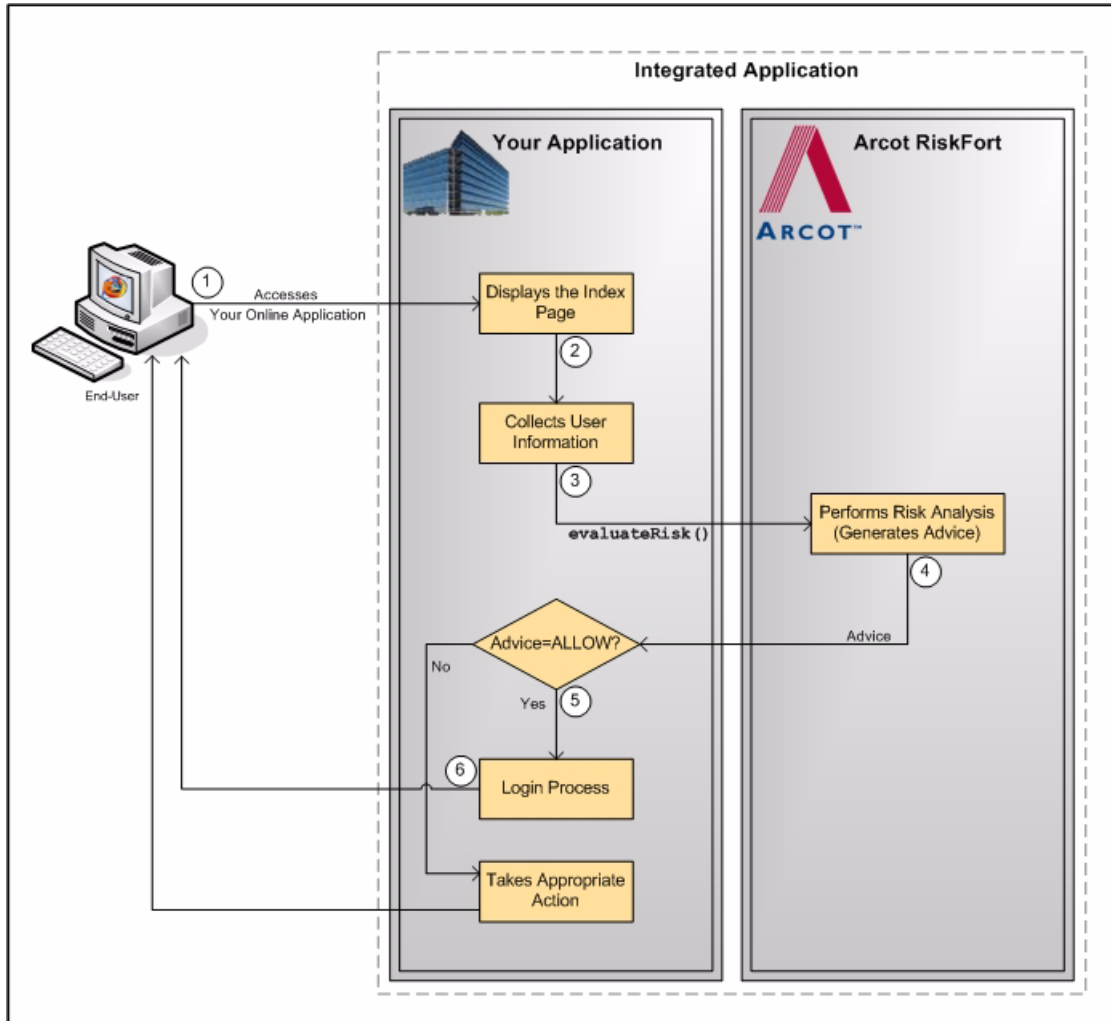 Integrated Application
Your Application
Arcot RiskFort
ARCOT™
1
Accesses
Your Online Application
End-User
Displays the Index
Page
2
Collects User
Information
3
evaluateRisk()
Performs Risk Analysis
(Generates Advice)
4
Advice
Advice=ALLOW?
No
Yes
5
6
Login Process
Takes Appropriate
Action